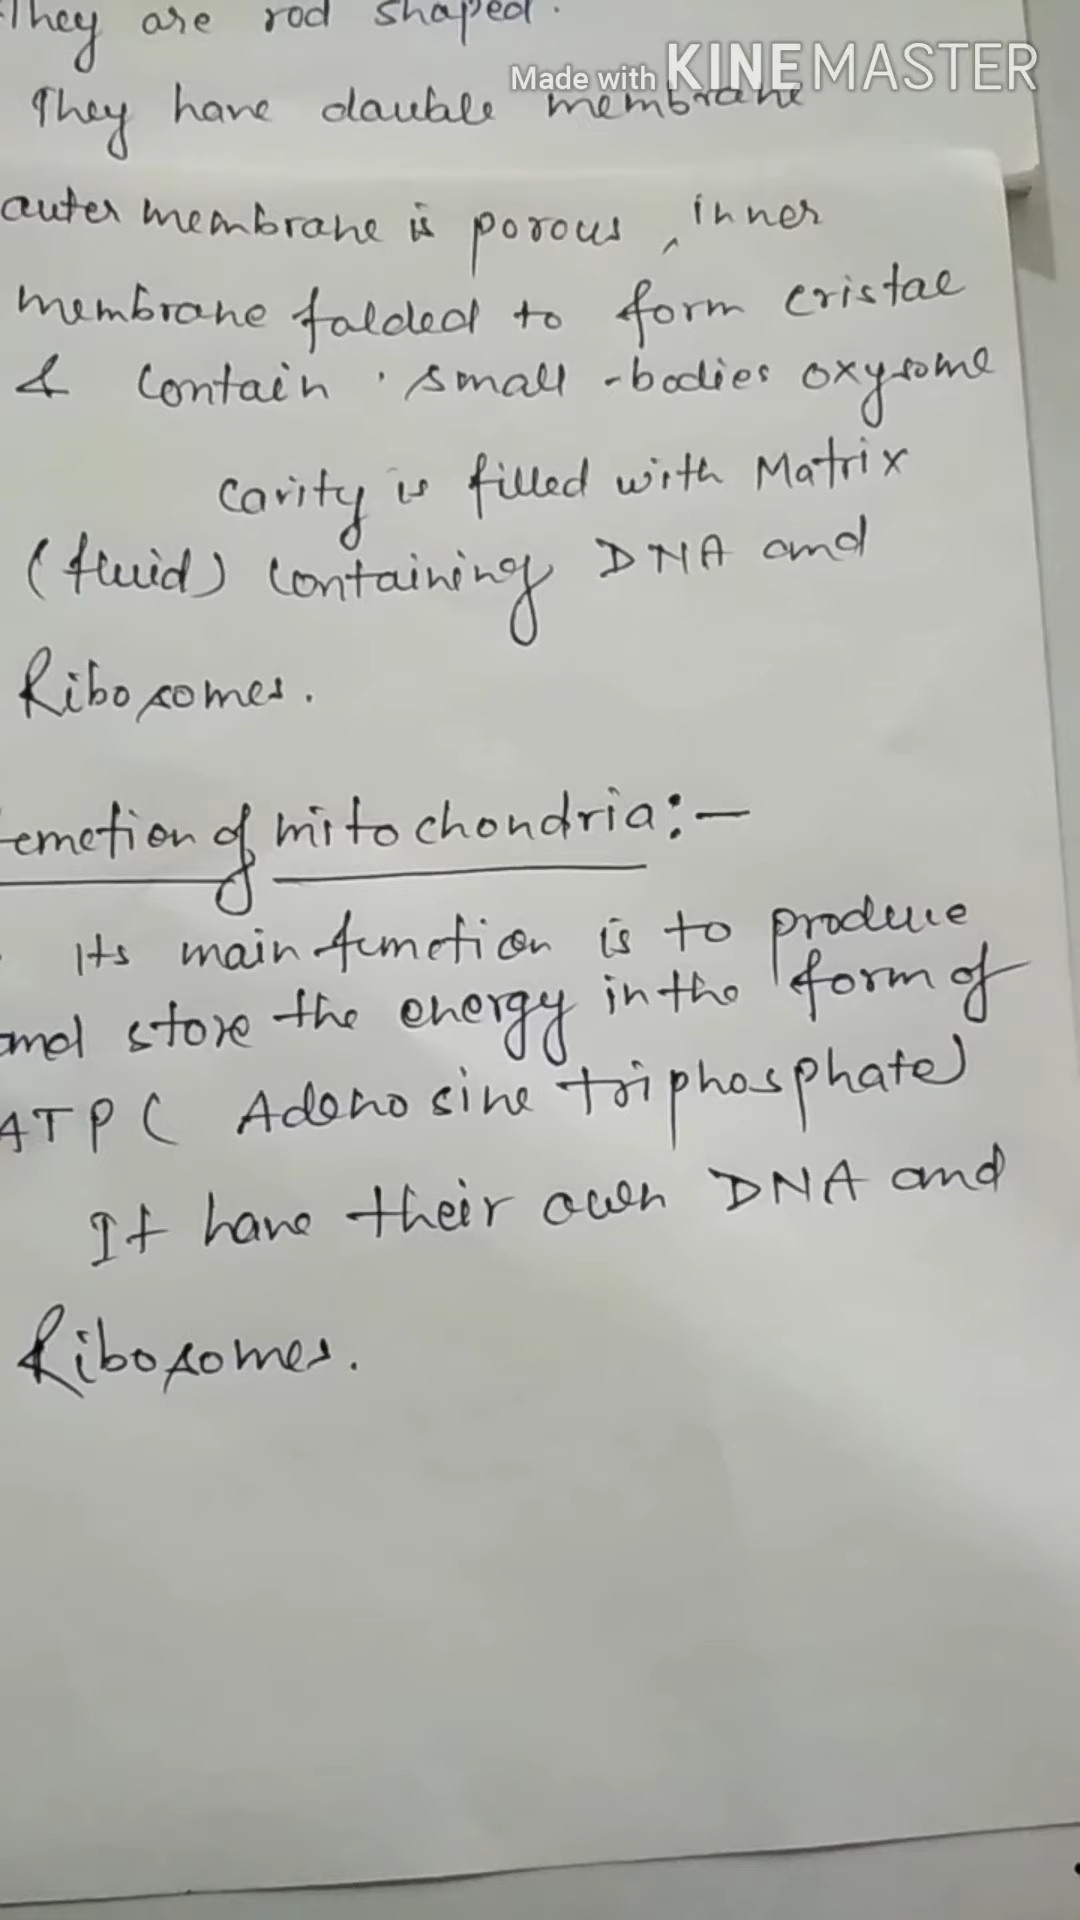 They are rod shaped.
Made with KINEMASTER
They have double membrane
outer membrane is porous, inner
membrane folded to form cristae
& contain small -bodies oxysome
Cavity is filled with Matrix
(fluid) containing DNA and
Ribosomes.
function of mitochondria:-
Its main function is to produce
and store the energy in the form of
ATP( Adenosine triphosphate)
It have their own DNA and
Ribosomes.